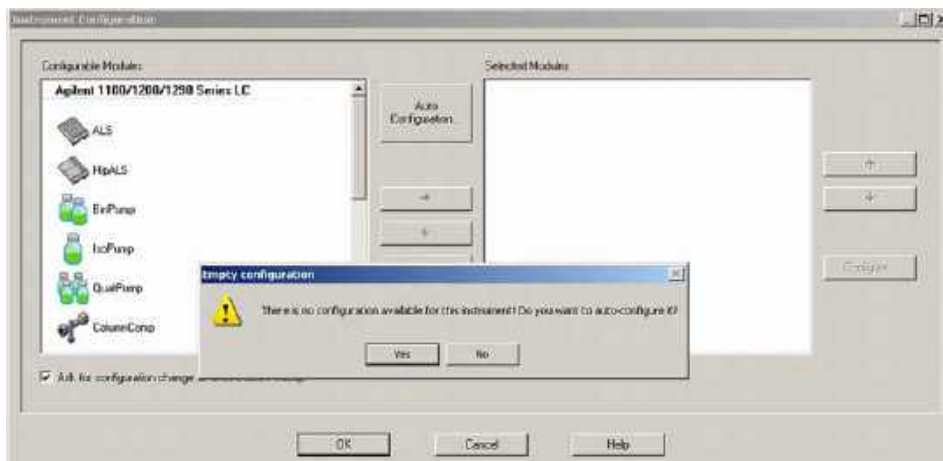 Instrument Configuration
Configurable Modules
Selected Modules
Agilent 1100/1200/1290 Series LC
ALS
HipALS
BinPump
IsoPump
QuatPump
ColumnComp
Auto
Configuration...
Configure
Empty configuration
There is no configuration available for this instrument! Do you want to auto-configure it?
Yes
No
Ask for configuration change
OK
Cancel
Help